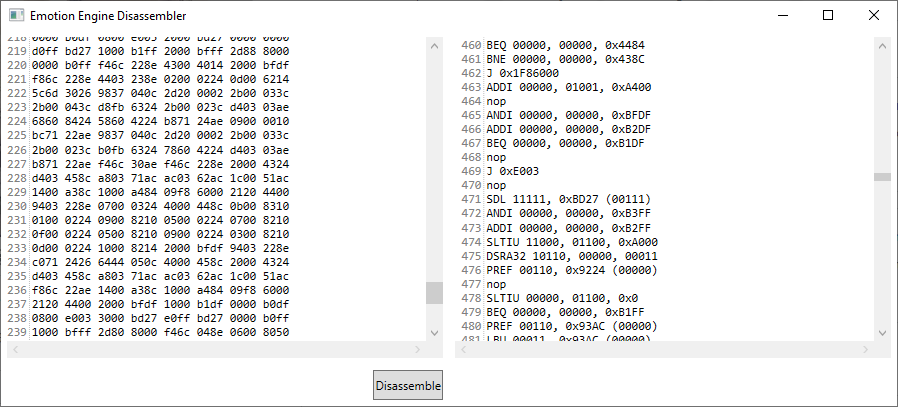 Emotion Engine Disassembler
218 0000 b0df 0800 e003 2000 bd27 0000 0000
219 d0ff bd27 1000 b1ff 2000 bfff 2d88 8000
220 0000 b0ff f46c 228e 4300 4014 2000 bfdf
221 f86c 228e 4403 238e 0200 0224 0d00 6214
222 5c6d 3026 9837 040c 2d20 0002 2b00 033c
223 2b00 043c d8fb 6324 2b00 023c d403 03ae
224 6860 8424 5860 4224 b871 24ae 0900 0010
225 bc71 22ae 9837 040c 2d20 0002 2b00 033c
226 2b00 023c b0fb 6324 7860 4224 d403 03ae
227 b871 22ae f46c 30ae f46c 228e 2000 4324
228 d403 458c a803 71ac ac03 62ac 1c00 51ac
229 1400 a38c 1000 a484 09f8 6000 2120 4400
230 9403 228e 0700 0324 4000 448c 0b00 8310
231 0100 0224 0900 8210 0500 0224 0700 8210
232 0f00 0224 0500 8210 0900 0224 0300 8210
233 0d00 0224 1000 8214 2000 bfdf 9403 228e
234 c071 2426 6444 050c 4000 458c 2000 4324
235 d403 458c a803 71ac ac03 62ac 1c00 51ac
236 f86c 22ae 1400 a38c 1000 a484 09f8 6000
237 2120 4400 2000 bfdf 1000 b1df 0000 b0df
238 0800 e003 3000 bd27 e0ff bd27 0000 b0ff
239 1000 bfff 2d80 8000 f46c 048e 0600 8050
460 BEQ 00000, 00000, 0x4484
461 BNE 00000, 00000, 0x438C
462 J 0x1F86000
463 ADDI 00000, 01001, 0xA400
464 nop
465 ANDI 00000, 00000, 0xBFDF
466 ADDI 00000, 00000, 0xB2DF
467 BEQ 00000, 00000, 0xB1DF
468 nop
469 J 0xE003
470 nop
471 SDL 11111, 0xBD27 (00111)
472 ANDI 00000, 00000, 0xB3FF
473 ADDI 00000, 00000, 0xB2FF
474 SLTIU 11000, 01100, 0xA000
475 DSRA32 10110, 00000, 00011
476 PREF 00110, 0x9224 (00000)
477 nop
478 SLTIU 00000, 01100, 0x0
479 BEQ 00000, 00000, 0xB1FF
480 PREF 00110, 0x93AC (00000)
481 LBU 00011, 0x93AC (00000)
Disassemble